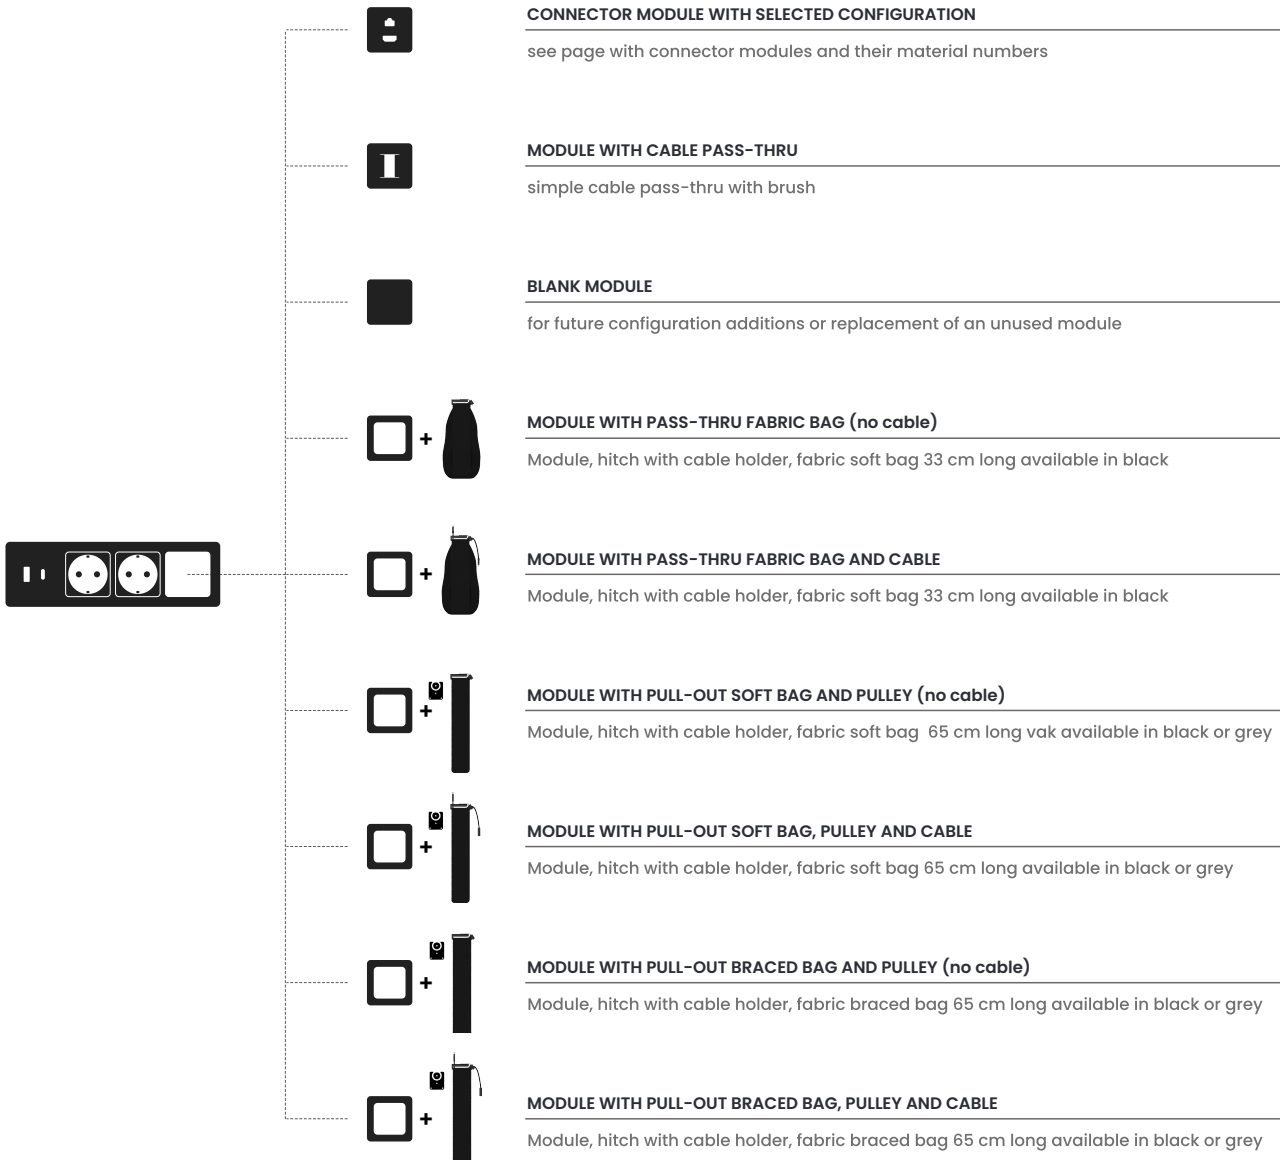 CONNECTOR MODULE WITH SELECTED CONFIGURATION
see page with connector modules and their material numbers
MODULE WITH CABLE PASS-THRU
simple cable pass-thru with brush
BLANK MODULE
for future configuration additions or replacement of an unused module
MODULE WITH PASS-THRU FABRIC BAG (no cable)
Module, hitch with cable holder, fabric soft bag 33 cm long available in black
MODULE WITH PASS-THRU FABRIC BAG AND CABLE
Module, hitch with cable holder, fabric soft bag 33 cm long available in black
MODULE WITH PULL-OUT SOFT BAG AND PULLEY (no cable)
Module, hitch with cable holder, fabric soft bag  65 cm long vak available in black or grey
MODULE WITH PULL-OUT SOFT BAG, PULLEY AND CABLE
Module, hitch with cable holder, fabric soft bag 65 cm long available in black or grey
MODULE WITH PULL-OUT BRACED BAG AND PULLEY (no cable)
Module, hitch with cable holder, fabric braced bag 65 cm long available in black or grey
MODULE WITH PULL-OUT BRACED BAG, PULLEY AND CABLE
Module, hitch with cable holder, fabric braced bag 65 cm long available in black or grey